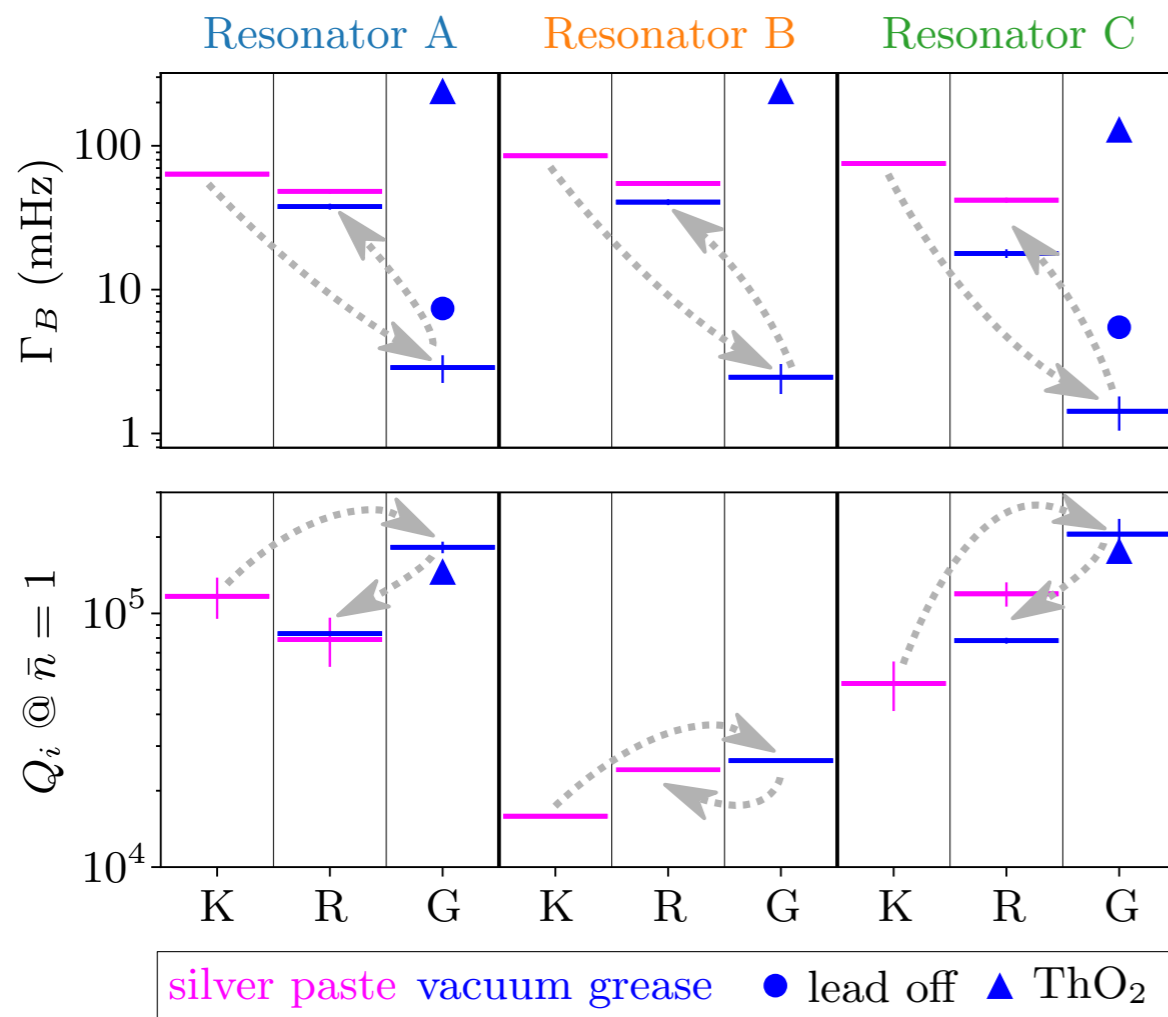 Resonator A Resonator B Resonator C
Γ_B (mHz)
100
10
1
Q_i @ n̄ = 1
10^5
10^4
K R G K R G K R G
silver paste vacuum grease lead off ThO₂